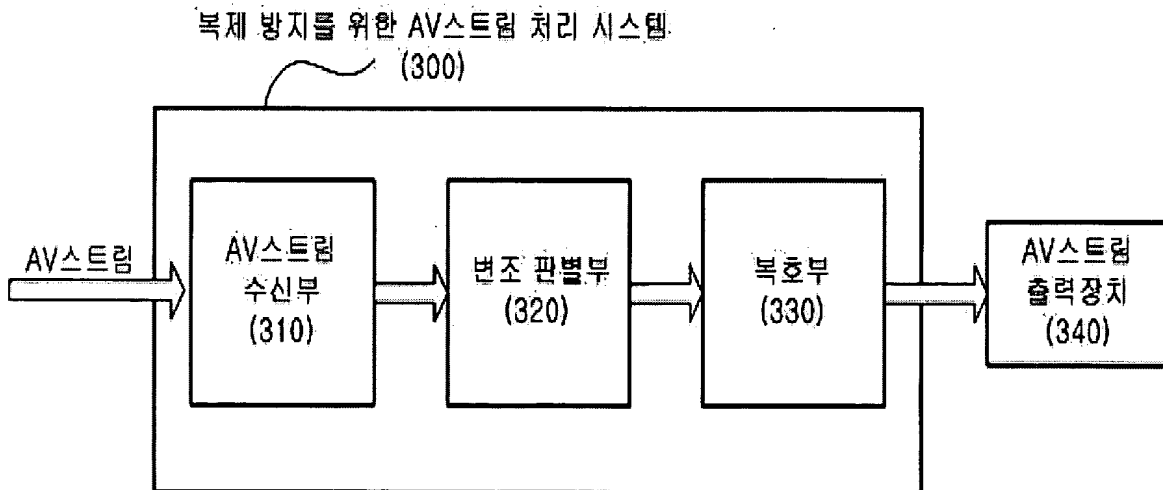 복제 방지를 위한 AV스트림 처리 시스템
(300)
AV스트림
AV스트림
수신부
(310)
변조 판별부
(320)
복호부
(330)
AV스트림
출력장치
(340)